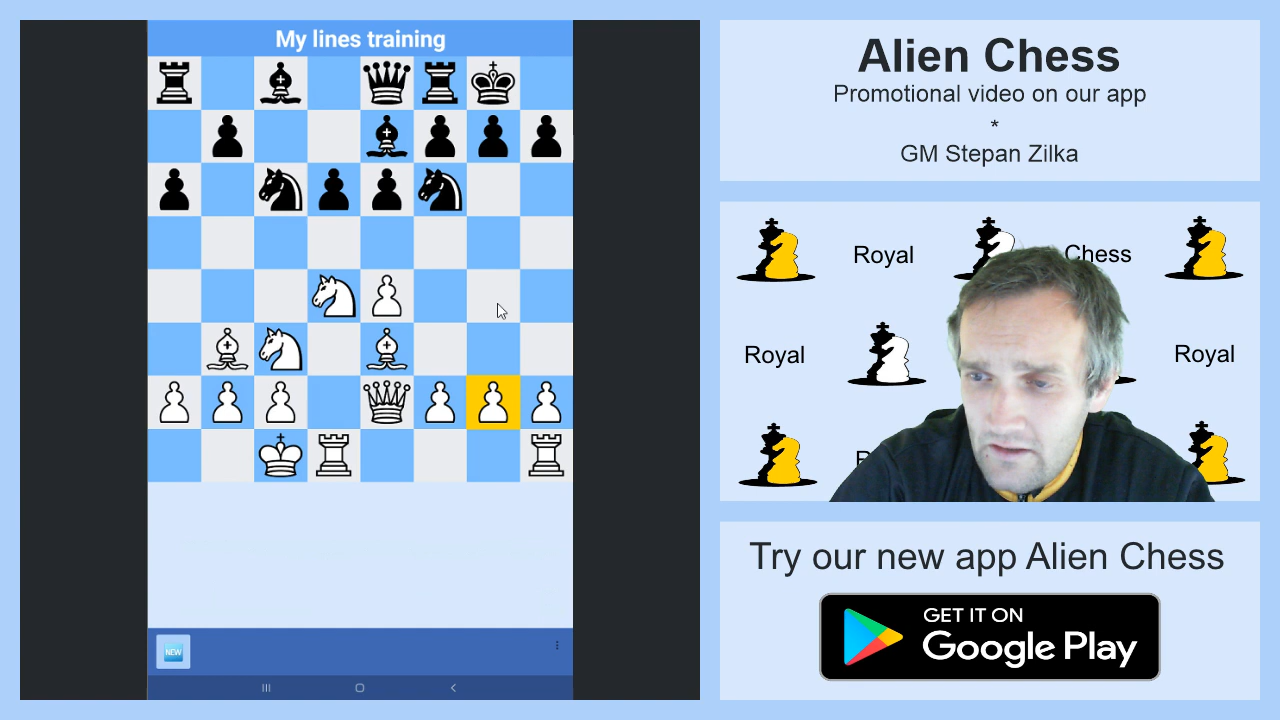 My lines training
NEW
Alien Chess
Promotional video on our app
*
GM Stepan Zilka
Royal
Chess
Royal
Royal
Try our new app Alien Chess
GET IT ON
Google Play